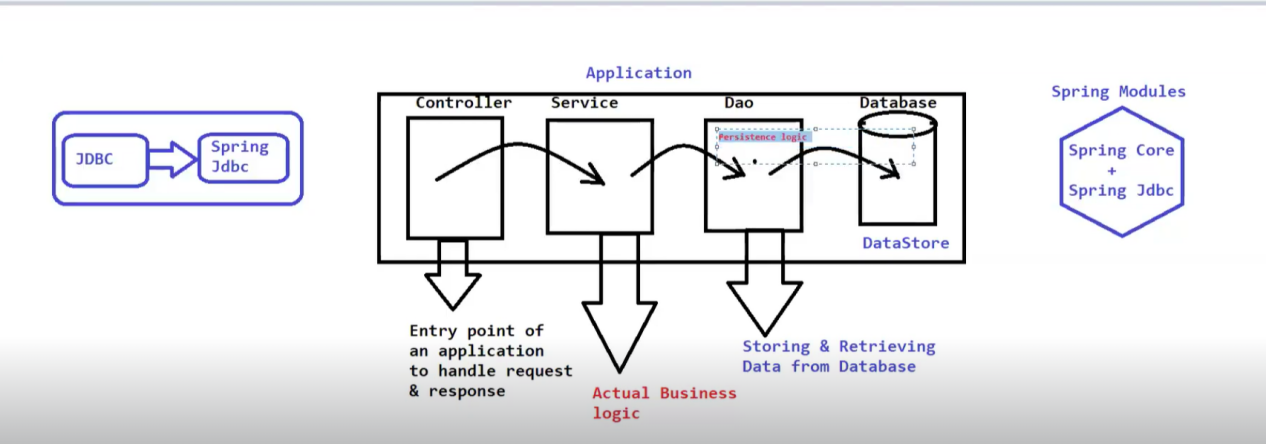 Application
Spring Modules
Controller
Service
Dao
Database
JDBC
Spring
Jdbc
Persistence logic
Spring Core
+
Spring Jdbc
DataStore
Entry point of
an application
to handle request
& response
Actual Business
logic
Storing & Retrieving
Data from Database